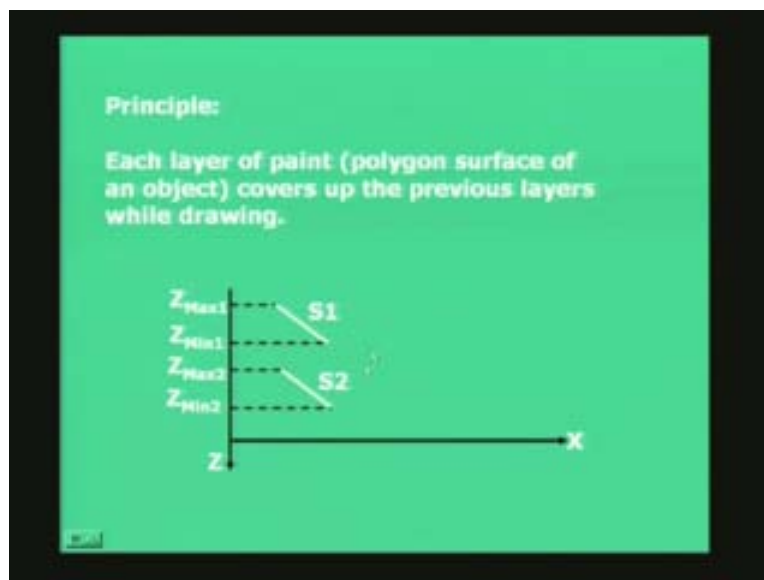 Principle:
Each layer of paint (polygon surface of
an object) covers up the previous layers
while drawing.
ZMax1
S1
ZMin1
ZMax2
S2
ZMin2
X
Z